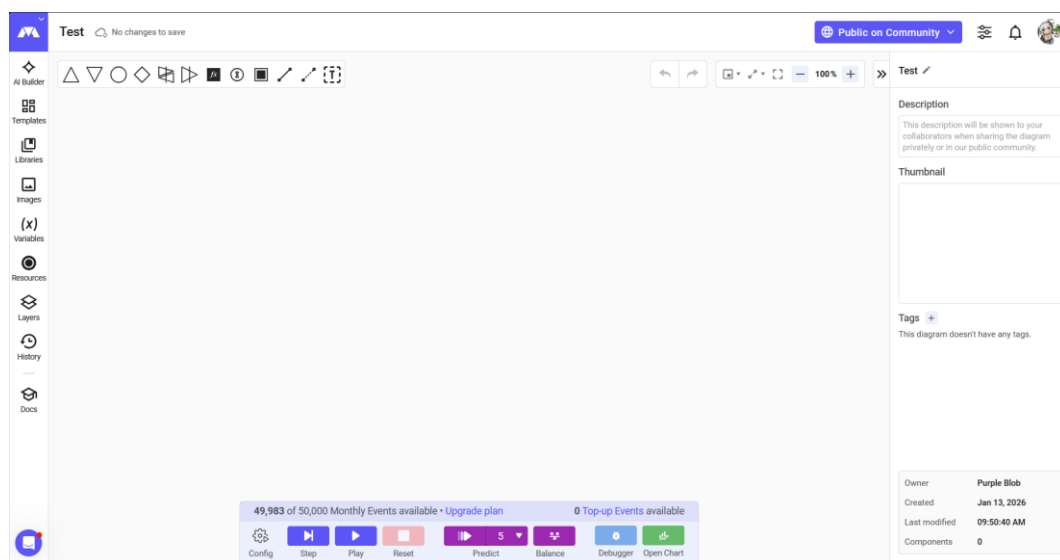 Test No changes to save
Public on Community
AI Builder
Templates
Libraries
Images
(x)
Variables
Resources
Layers
History
Docs
fx
T
100%
Test
Description
This description will be shown to your
collaborators when sharing the diagram
privately or in our public community.
Thumbnail
Tags +
This diagram doesn't have any tags.
49,983 of 50,000 Monthly Events available • Upgrade plan 0 Top-up Events available
5
Config Step Play Reset Predict Balance Debugger Open Chart
Owner Purple Blob
Created Jan 13, 2026
Last modified 09:50:40 AM
Components 0